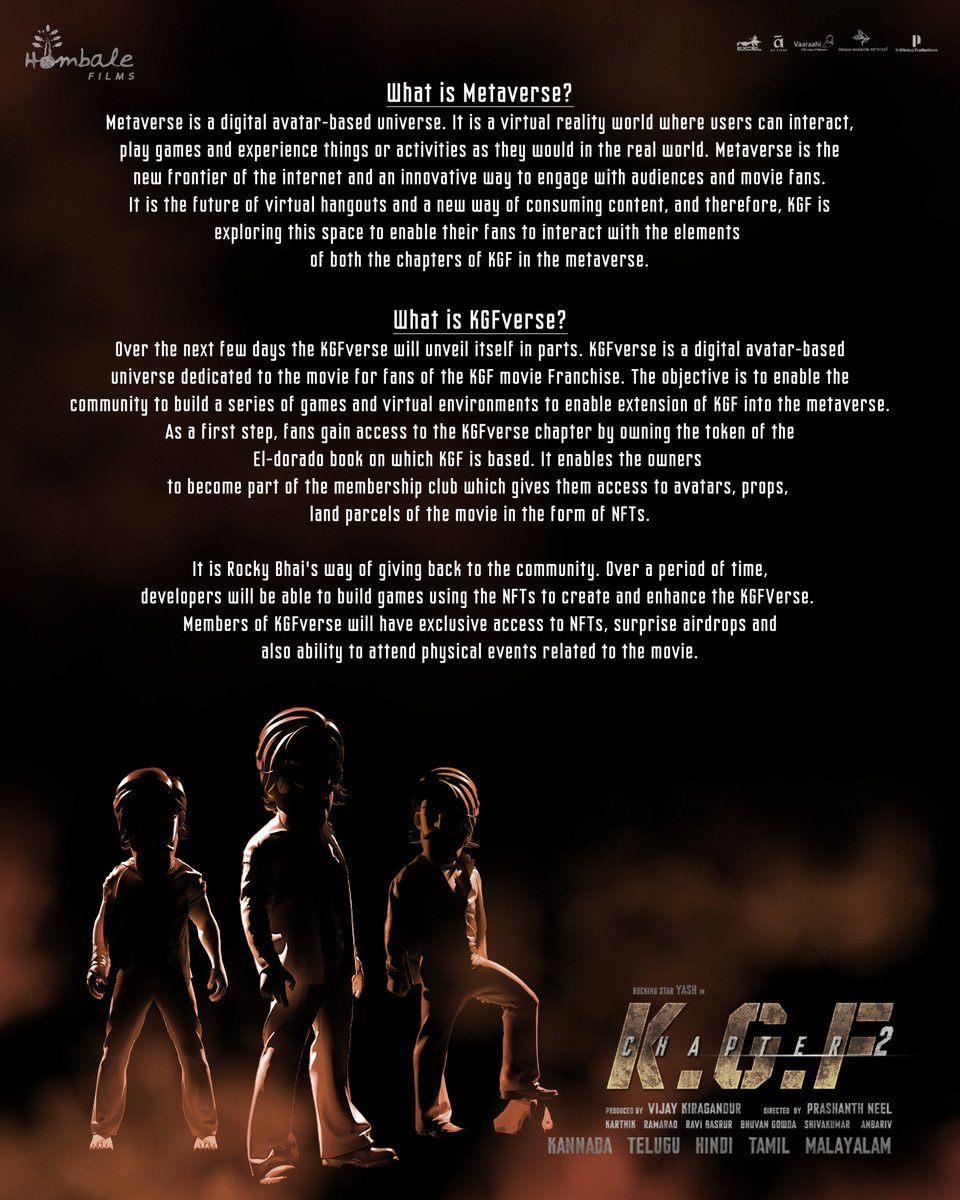 Hombale
FILMS
Vaaraahi
What is Metaverse?
Metaverse is a digital avatar-based universe. It is a virtual reality world where users can interact,
play games and experience things or activities as they would in the real world. Metaverse is the
new frontier of the internet and an innovative way to engage with audiences and movie fans.
It is the future of virtual hangouts and a new way of consuming content, and therefore, KGF is
exploring this space to enable their fans to interact with the elements
of both the chapters of KGF in the metaverse.
What is KGFverse?
Over the next few days the KGFverse will unveil itself in parts. KGFverse is a digital avatar-based
universe dedicated to the movie for fans of the KGF movie Franchise. The objective is to enable the
community to build a series of games and virtual environments to enable extension of KGF into the metaverse.
As a first step, fans gain access to the KGFverse chapter by owning the token of the
El-dorado book on which KGF is based. It enables the owners
to become part of the membership club which gives them access to avatars, props,
land parcels of the movie in the form of NFTs.
It is Rocky Bhai's way of giving back to the community. Over a period of time,
developers will be able to build games using the NFTs to create and enhance the KGFVerse.
Members of KGFverse will have exclusive access to NFTs, surprise airdrops and
also ability to attend physical events related to the movie.
ROCKING STAR YASH IN
K.G.F
CHAPTER 2
PRODUCED BY VIJAY KIRAGANDUR DIRECTED BY PRASHANTH NEEL
KARTHIK RAMARAO RAVI BASRUR BHUVAN GOWDA SHIVAKUMAR ANBARIV
KANNADA TELUGU HINDI TAMIL MALAYALAM